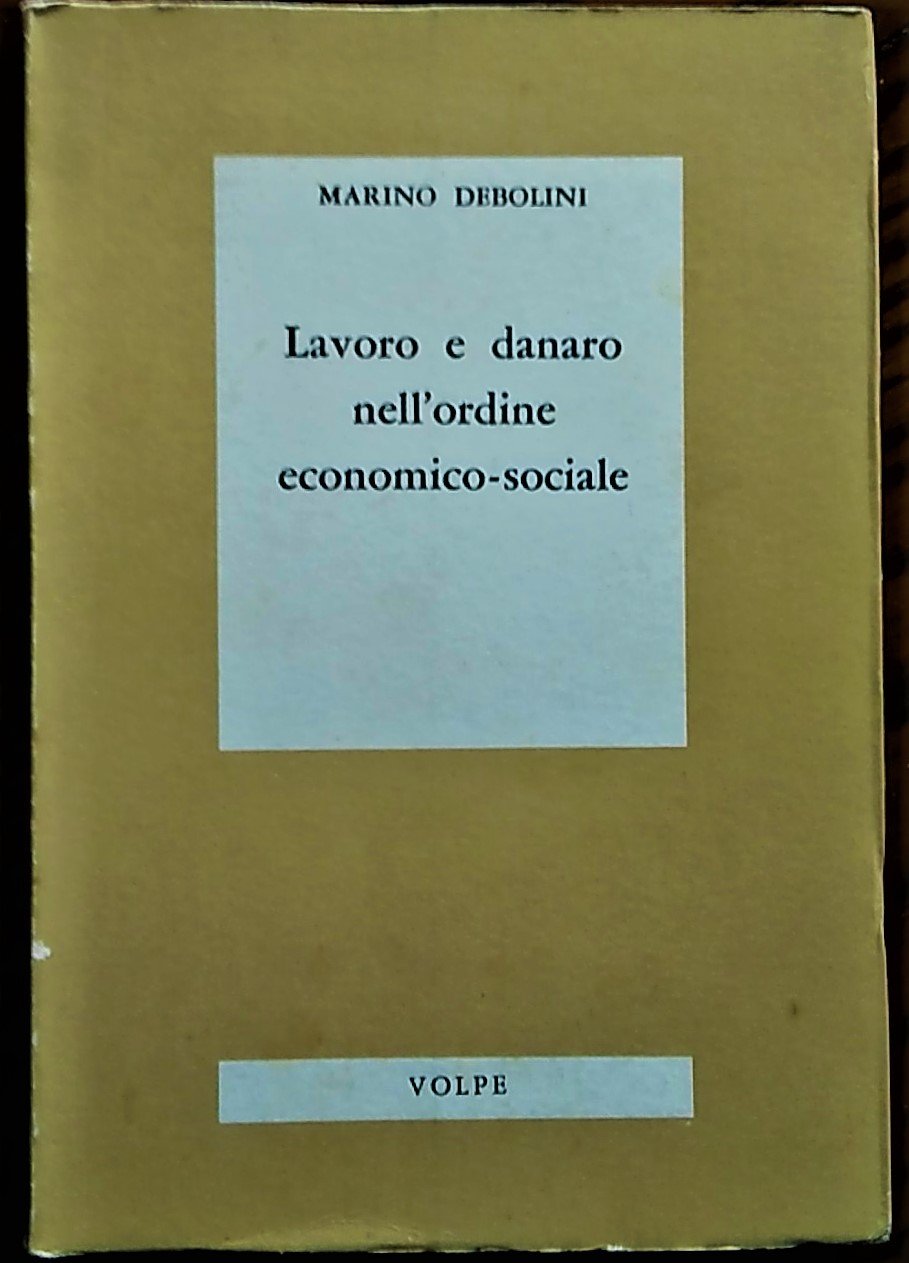 MARINO DEBOLINI
Lavoro e danaro
nell'ordine
economico-sociale
VOLPE